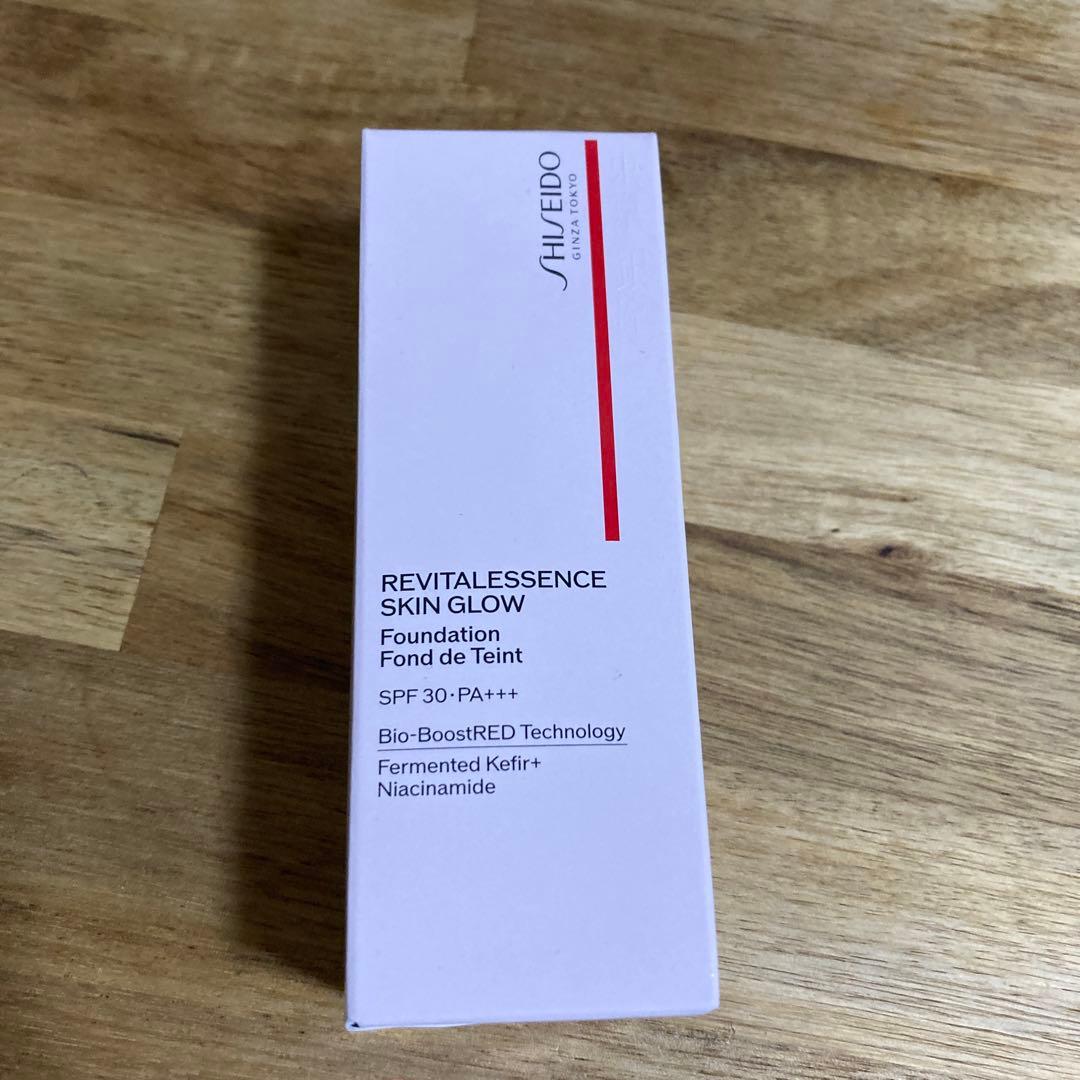 SHISEIDO
GINZA TOKYO
REVITALESSENCE
SKIN GLOW
Foundation
Fond de Teint
SPF 30·PA+++
Bio-BoostRED Technology
Fermented Kefir+
Niacinamide